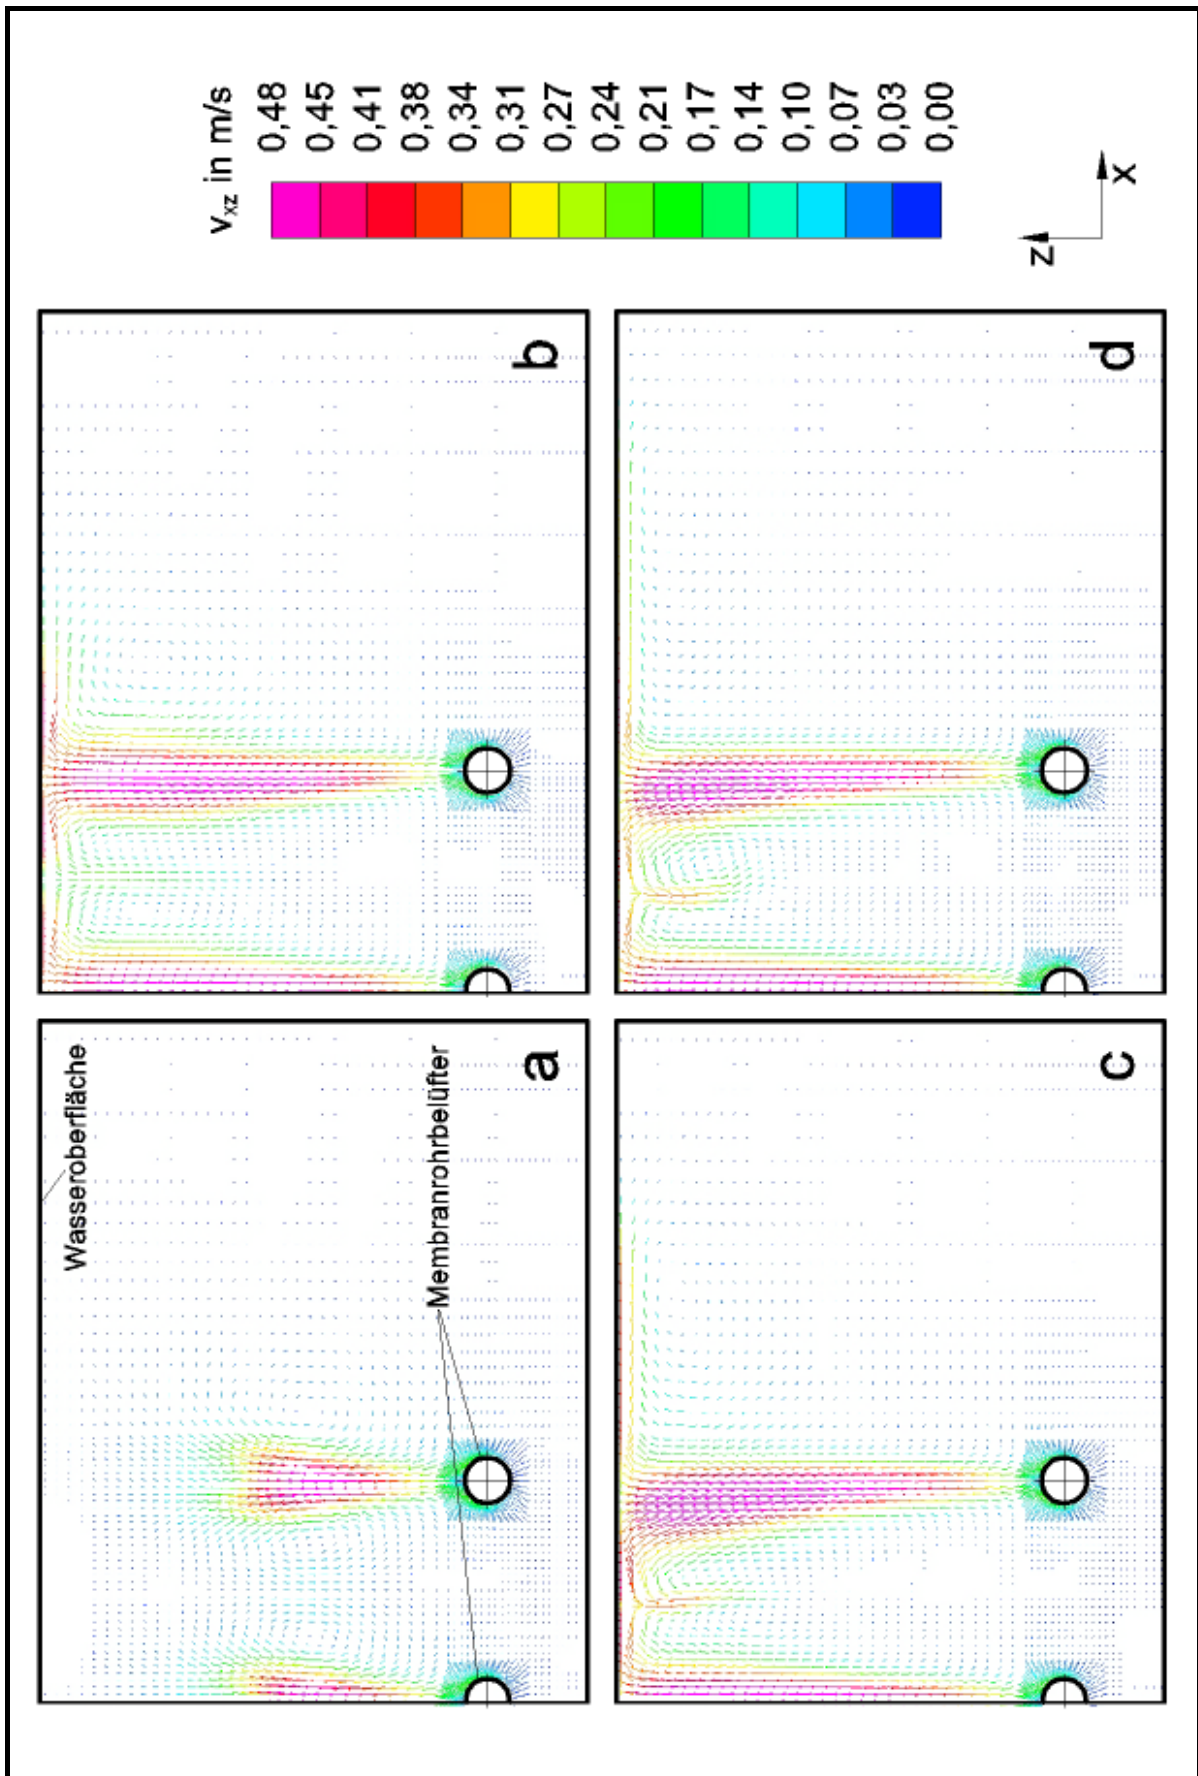 Wasseroberfläche
Membranrohrbelüfter
a
b
c
d
v_xz in m/s
0,48
0,45
0,41
0,38
0,34
0,31
0,27
0,24
0,21
0,17
0,14
0,10
0,07
0,03
0,00
z
x